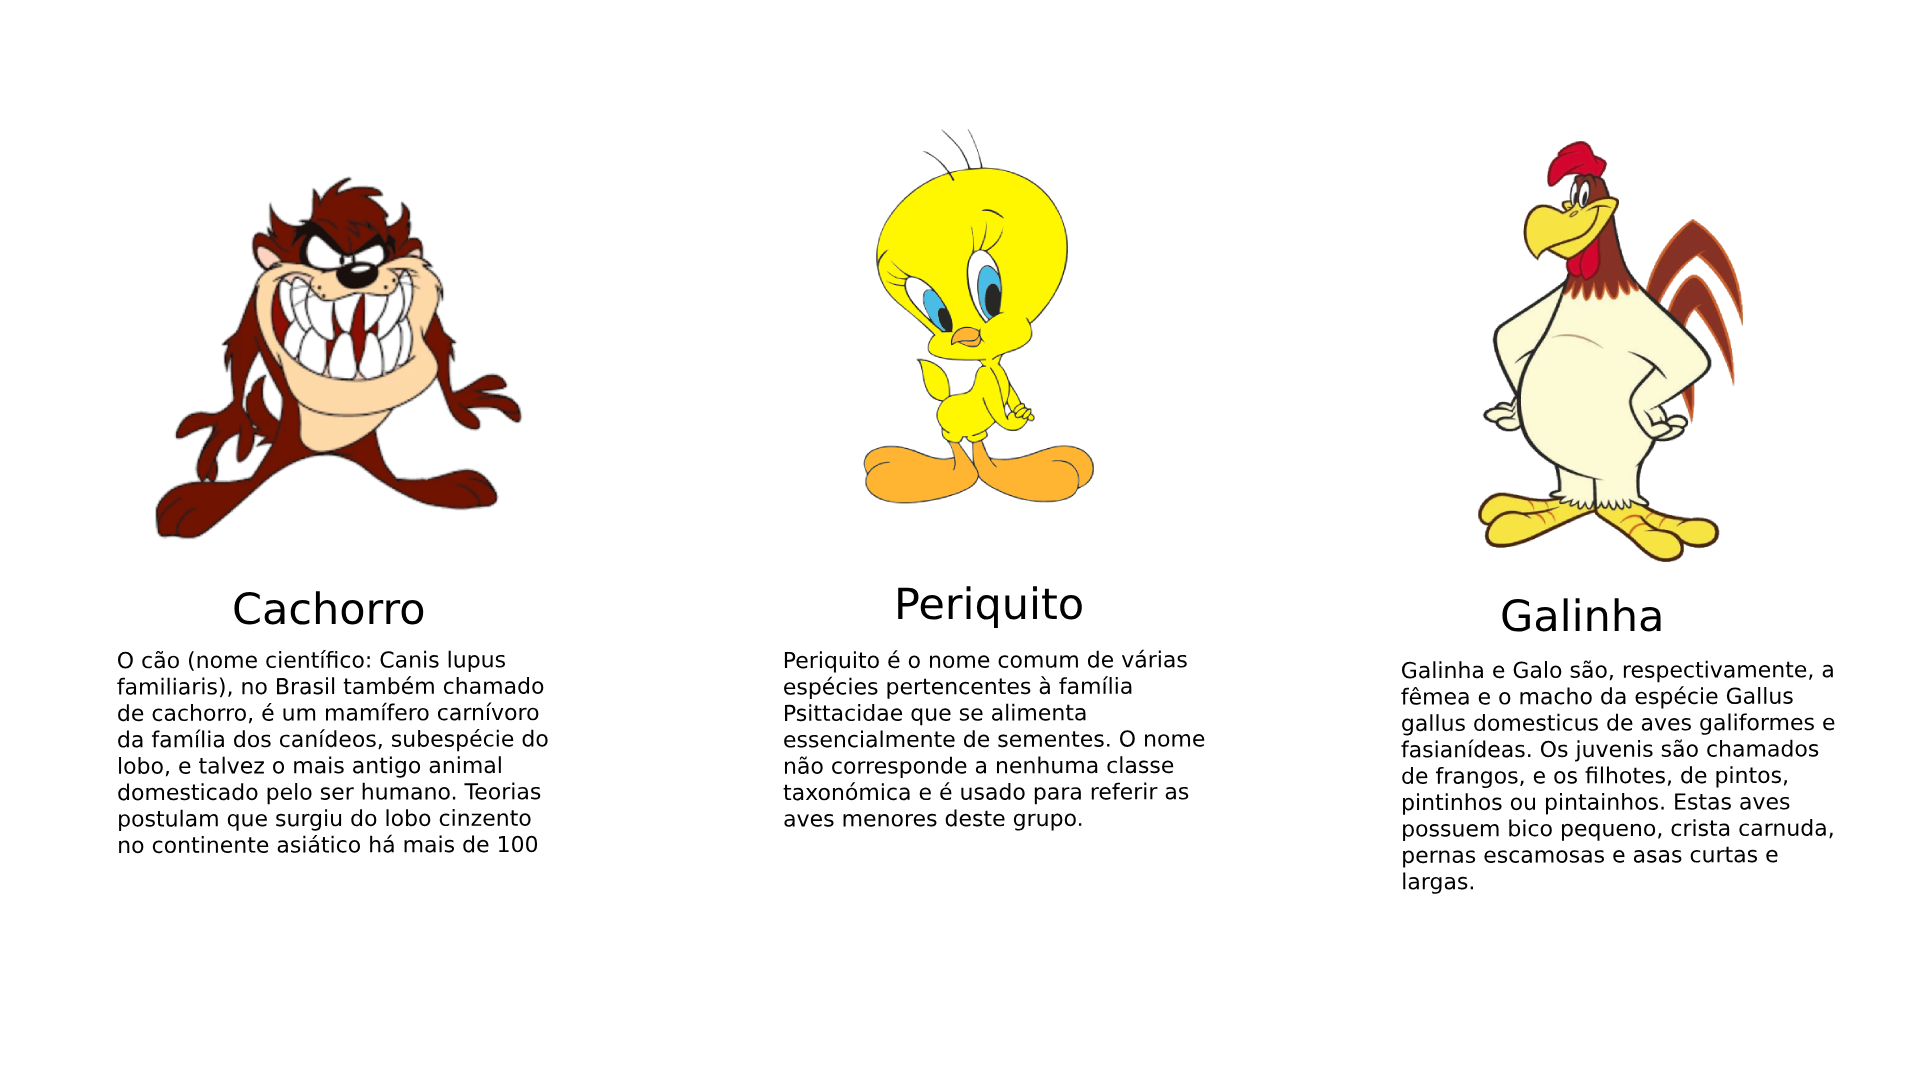 Cachorro
O cão (nome científico: Canis lupus
familiaris), no Brasil também chamado
de cachorro, é um mamífero carnívoro
da família dos canídeos, subespécie do
lobo, e talvez o mais antigo animal
domesticado pelo ser humano. Teorias
postulam que surgiu do lobo cinzento
no continente asiático há mais de 100
Periquito
Periquito é o nome comum de várias
espécies pertencentes à família
Psittacidae que se alimenta
essencialmente de sementes. O nome
não corresponde a nenhuma classe
taxonómica e é usado para referir as
aves menores deste grupo.
Galinha
Galinha e Galo são, respectivamente, a
fêmea e o macho da espécie Gallus
gallus domesticus de aves galiformes e
fasianídeas. Os juvenis são chamados
de frangos, e os filhotes, de pintos,
pintinhos ou pintainhos. Estas aves
possuem bico pequeno, crista carnuda,
pernas escamosas e asas curtas e
largas.